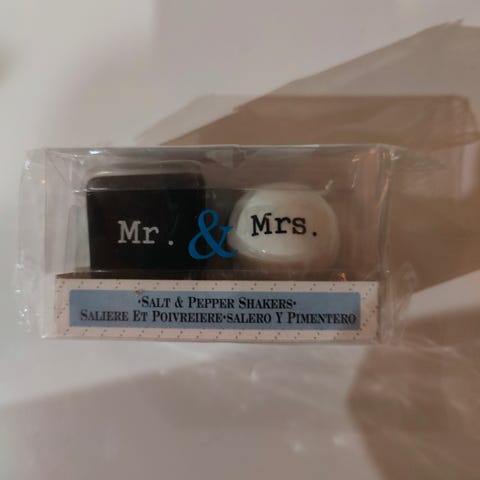 Mr. & Mrs.
·SALT & PEPPER SHAKERS·
SALIERE ET POIVREIERE·SALERO Y PIMENTERO